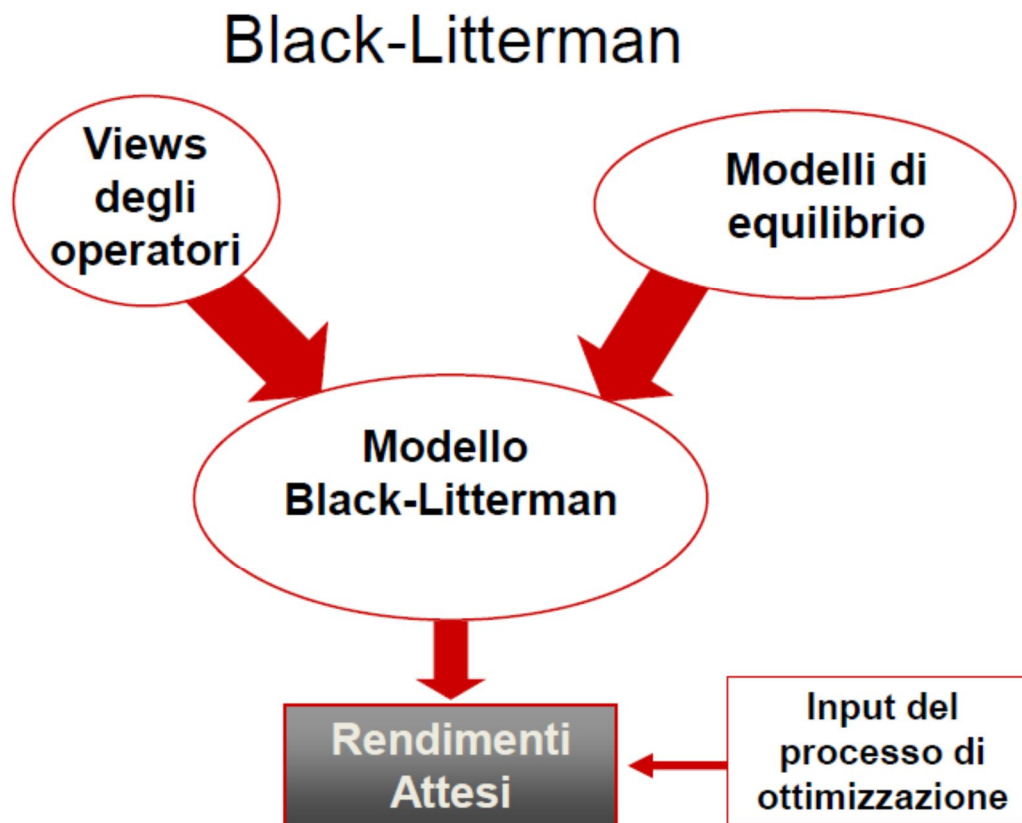 Black-Litterman
Views
degli
operatori
Modelli di
equilibrio
Modello
Black-Litterman
Rendimenti
Attesi
Input del
processo di
ottimizzazione